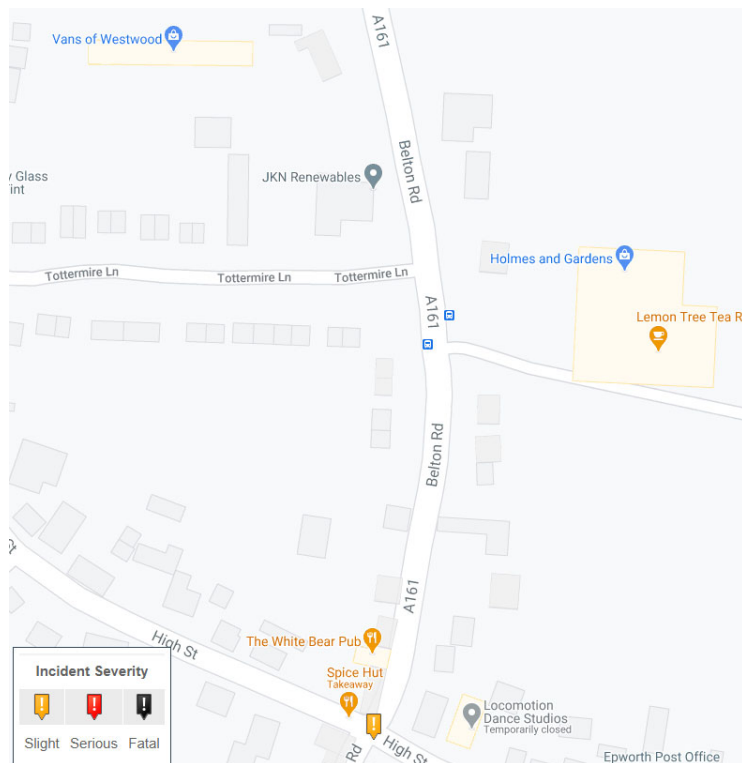 A161
Vans of Westwood
Belton Rd
Glass
JKN Renewables
Holmes and Gardens
Tottermire Ln
Tottermire Ln
Tottermire Ln
A161
Lemon Tree Tea R
Belton Rd
A161
High St
The White Bear Pub
Spice Hut
Takeaway
Locomotion
Dance Studios
Temporarily closed
High St
Rd
Epworth Post Office
Incident Severity
Slight Serious Fatal